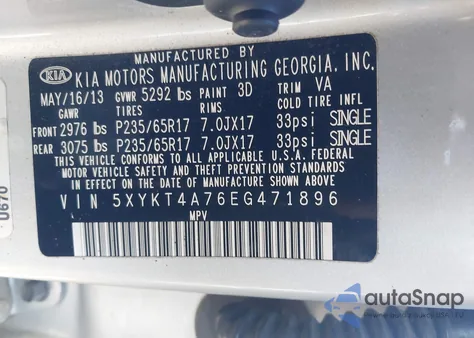 MANUFACTURED BY
KIA KIA MOTORS MANUFACTURING GEORGIA, INC.
MAY/16/13 GVWR 5292 lbs PAINT 3D TRIM VA
GAWR TIRES RIMS COLD TIRE INFL
FRONT 2976 lbs P235/65R17 7.0JX17 33psi SINGLE
REAR 3075 lbs P235/65R17 7.0JX17 33psi SINGLE
THIS VEHICLE CONFORMS TO ALL APPLICABLE U.S.A. FEDERAL
MOTOR VEHICLE SAFETY STANDARDS IN EFFECT ON THE
DATE OF MANUFACTURE SHOWN ABOVE
VIN 5XYKT4A76EG471896
MPV
U670
autoSnap